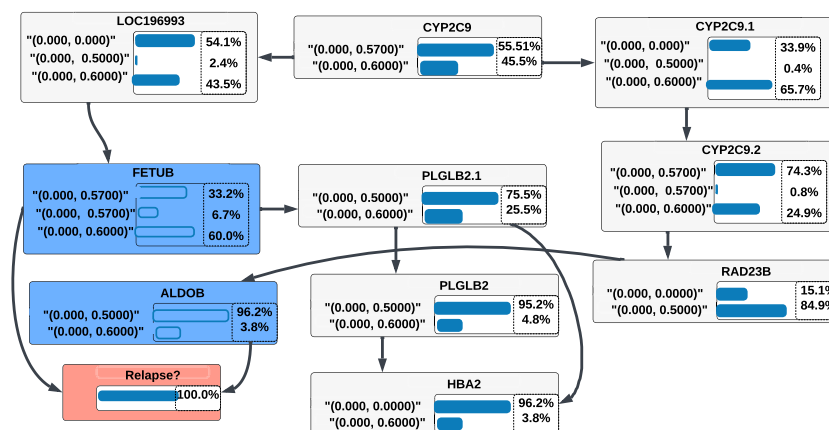 LOC196993
"(0.000, 0.000)" 54.1%
"(0.000, 0.5000)" 2.4%
"(0.000, 0.6000)" 43.5%
CYP2C9
"(0.000, 0.5700)" 55.51%
"(0.000, 0.6000)" 45.5%
CYP2C9.1
"(0.000, 0.000)" 33.9%
"(0.000, 0.5000)" 0.4%
"(0.000, 0.6000)" 65.7%
CYP2C9.2
"(0.000, 0.5700)" 74.3%
"(0.000, 0.5700)" 0.8%
"(0.000, 0.6000)" 24.9%
FETUB
"(0.000, 0.5700)" 33.2%
"(0.000, 0.5700)" 6.7%
"(0.000, 0.6000)" 60.0%
PLGLB2.1
"(0.000, 0.5000)" 75.5%
"(0.000, 0.6000)" 25.5%
RAD23B
"(0.000, 0.0000)" 15.1%
"(0.000, 0.5000)" 84.9%
ALDOB
"(0.000, 0.5000)" 96.2%
"(0.000, 0.6000)" 3.8%
PLGLB2
"(0.000, 0.5000)" 95.2%
"(0.000, 0.6000)" 4.8%
Relapse?
100.0%
HBA2
"(0.000, 0.0000)" 96.2%
"(0.000, 0.6000)" 3.8%